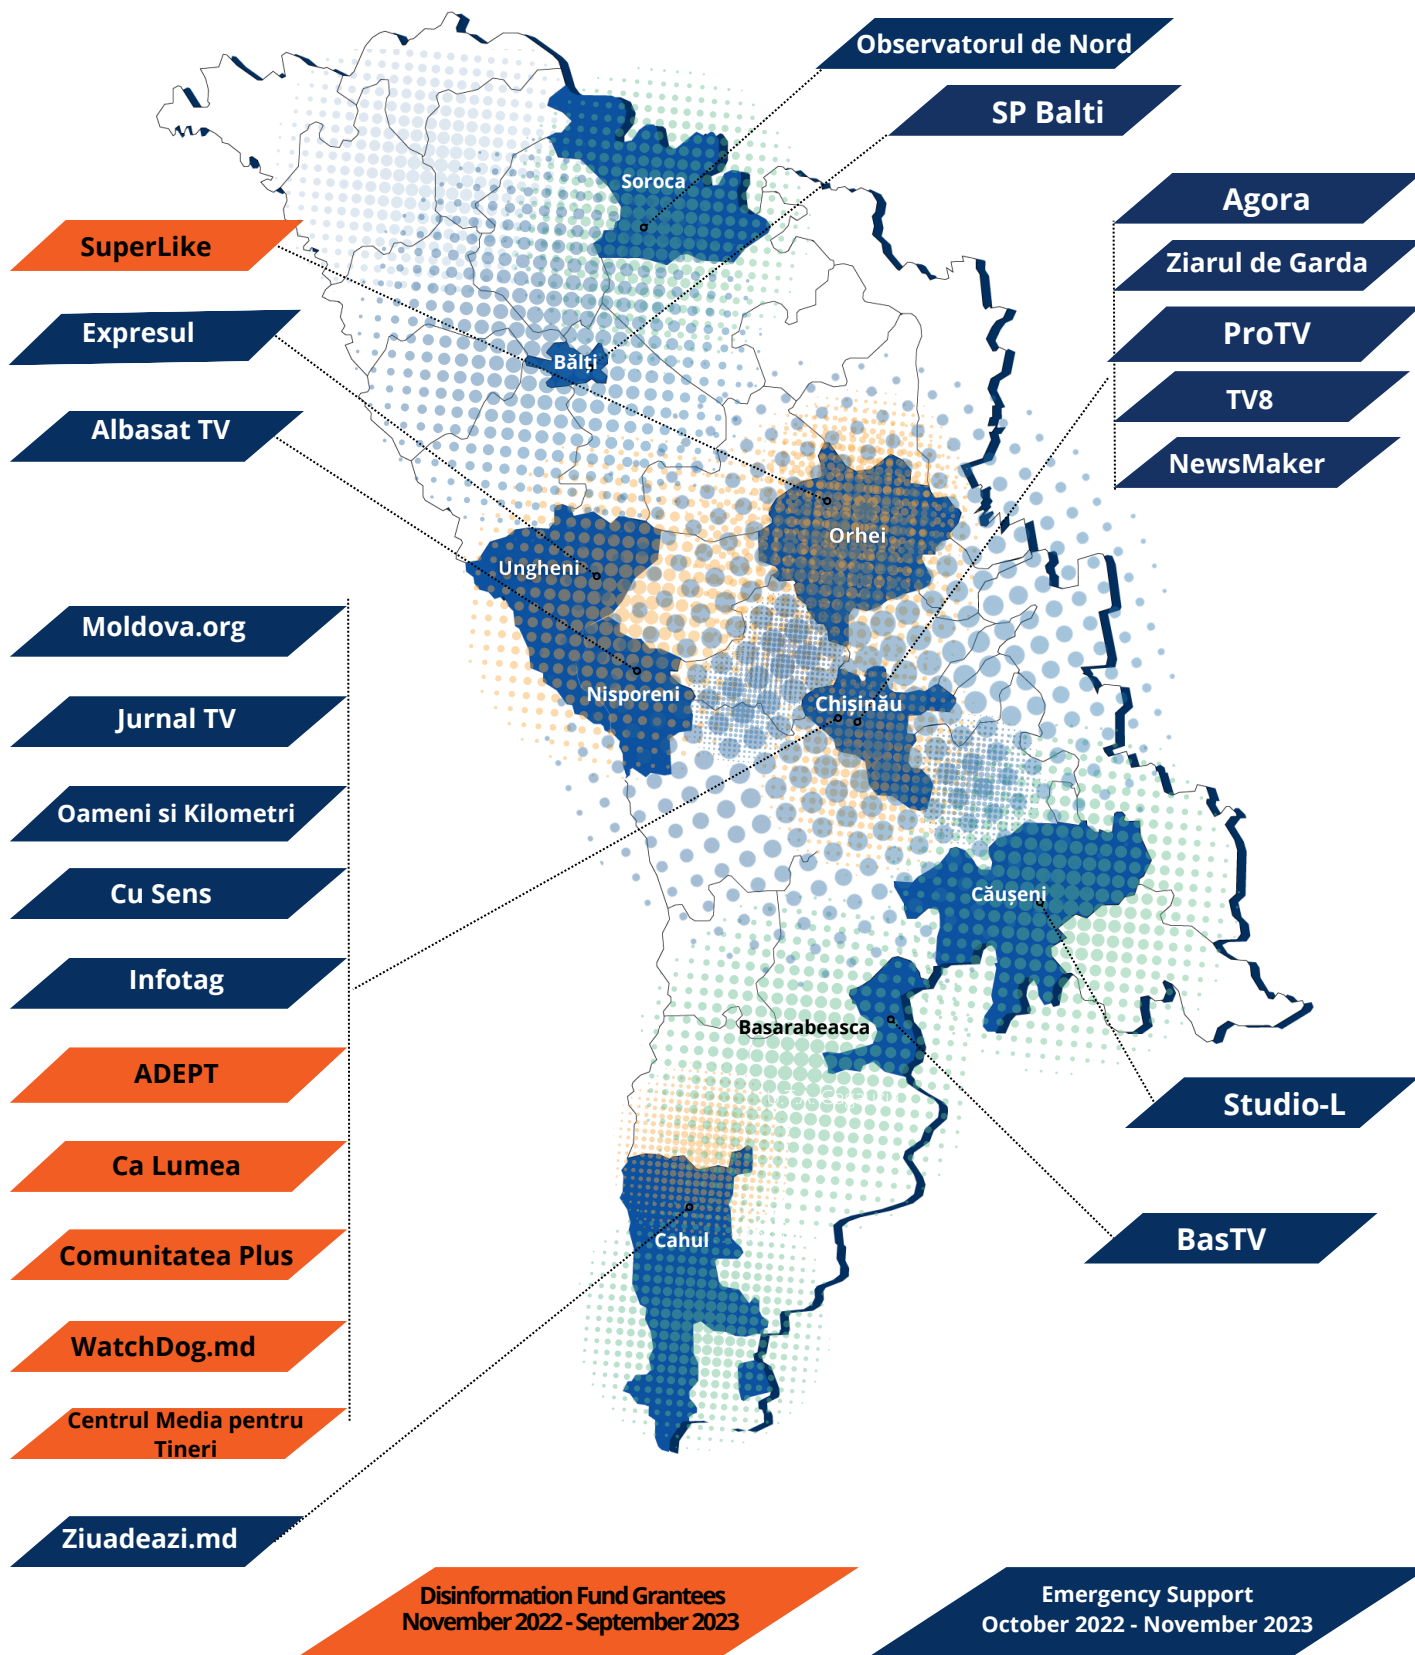 Observatorul de Nord
SP Balti
Agora
Ziarul de Garda
ProTV
TV8
NewsMaker
SuperLike
Expresul
Albasat TV
Soroca
Bălți
Orhei
Ungheni
Nisporeni
Chișinău
Căușeni
Basarabeasca
Cahul
Moldova.org
Jurnal TV
Oameni si Kilometri
Cu Sens
Infotag
ADEPT
Ca Lumea
Comunitatea Plus
WatchDog.md
Centrul Media pentru
Tineri
Ziuadeazi.md
Studio-L
BasTV
Disinformation Fund Grantees
November 2022 - September 2023
Emergency Support
October 2022 - November 2023